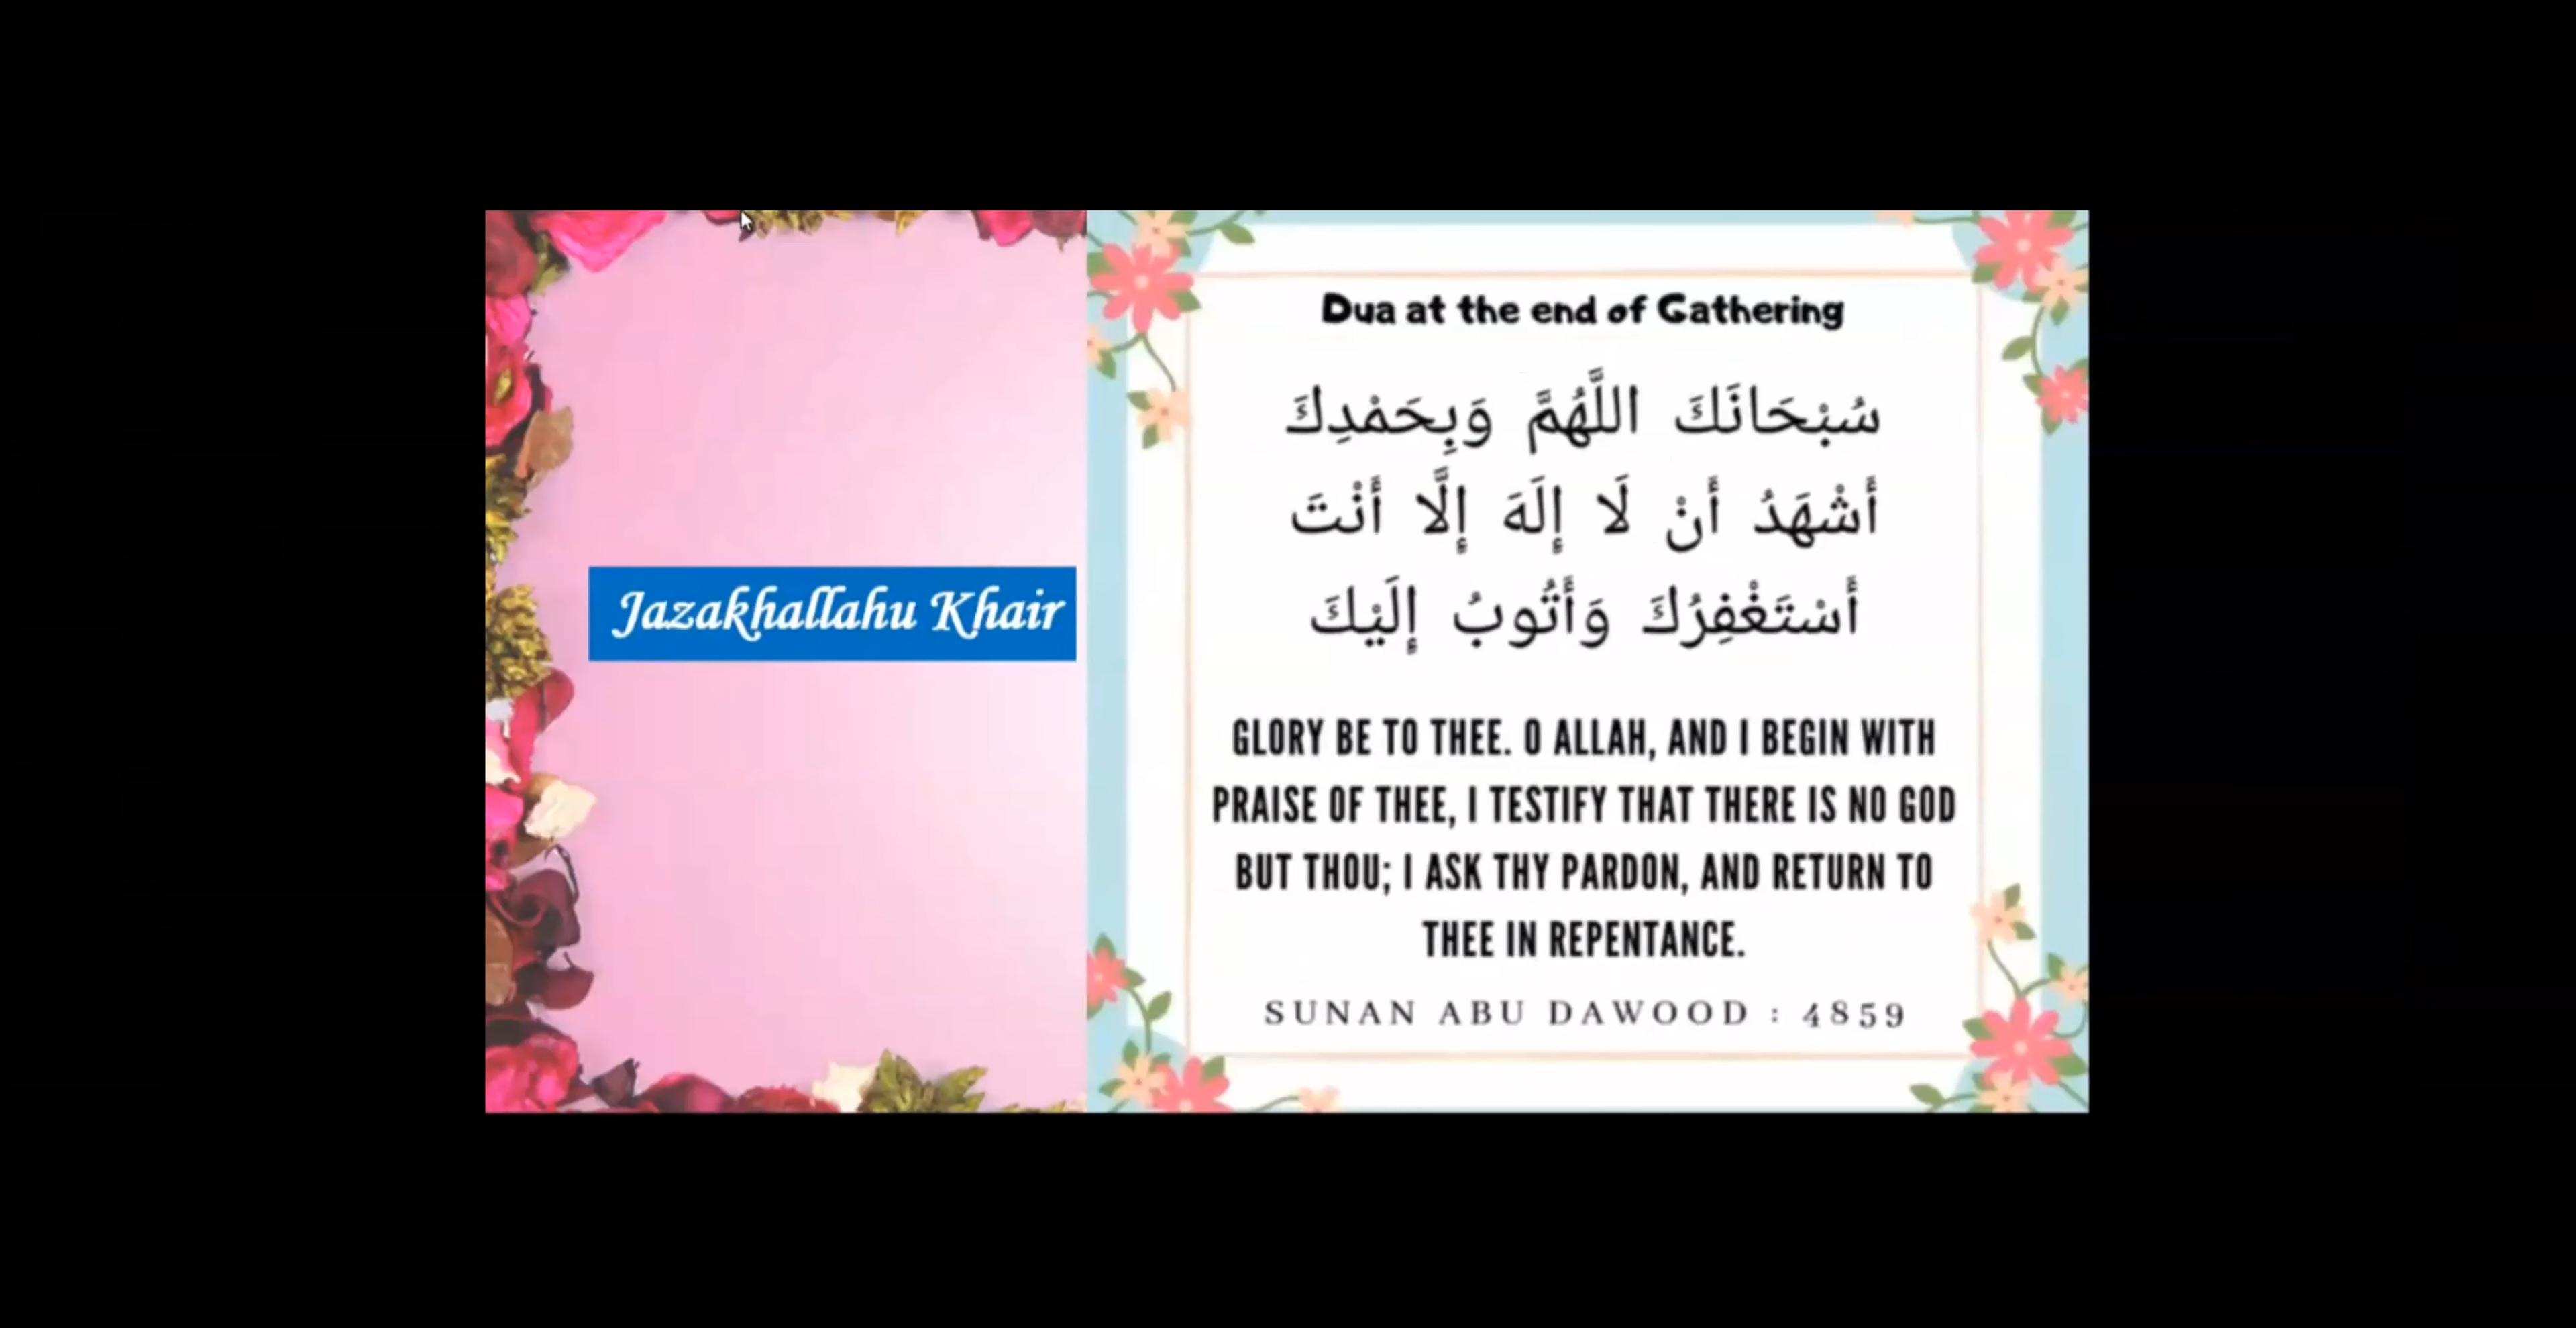 Jazakhallahu Khair
Dua at the end of Gathering
سُبْحَانَكَ اللَّهُمَّ وَبِحَمْدِكَ
أَشْهَدُ أَنْ لَا إِلَهَ إِلَّا أَنْتَ
أَسْتَغْفِرُكَ وَأَتُوبُ إِلَيْكَ
GLORY BE TO THEE. O ALLAH, AND I BEGIN WITH
PRAISE OF THEE, I TESTIFY THAT THERE IS NO GOD
BUT THOU; I ASK THY PARDON, AND RETURN TO
THEE IN REPENTANCE.
SUNAN ABU DAWOOD : 4859